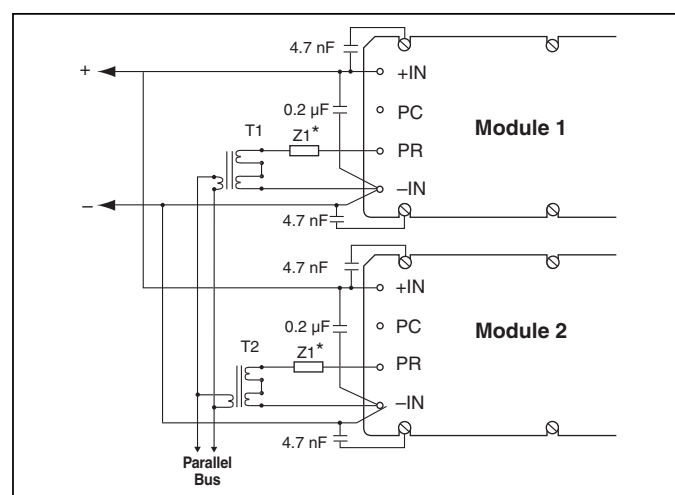 4.7 nF
+
+IN
0.2 µF
PC
T1
Z1*
Module 1
PR
–IN
–
4.7 nF
4.7 nF
+IN
0.2 µF
PC
Module 2
T2
Z1*
PR
–IN
4.7 nF
Parallel
Bus